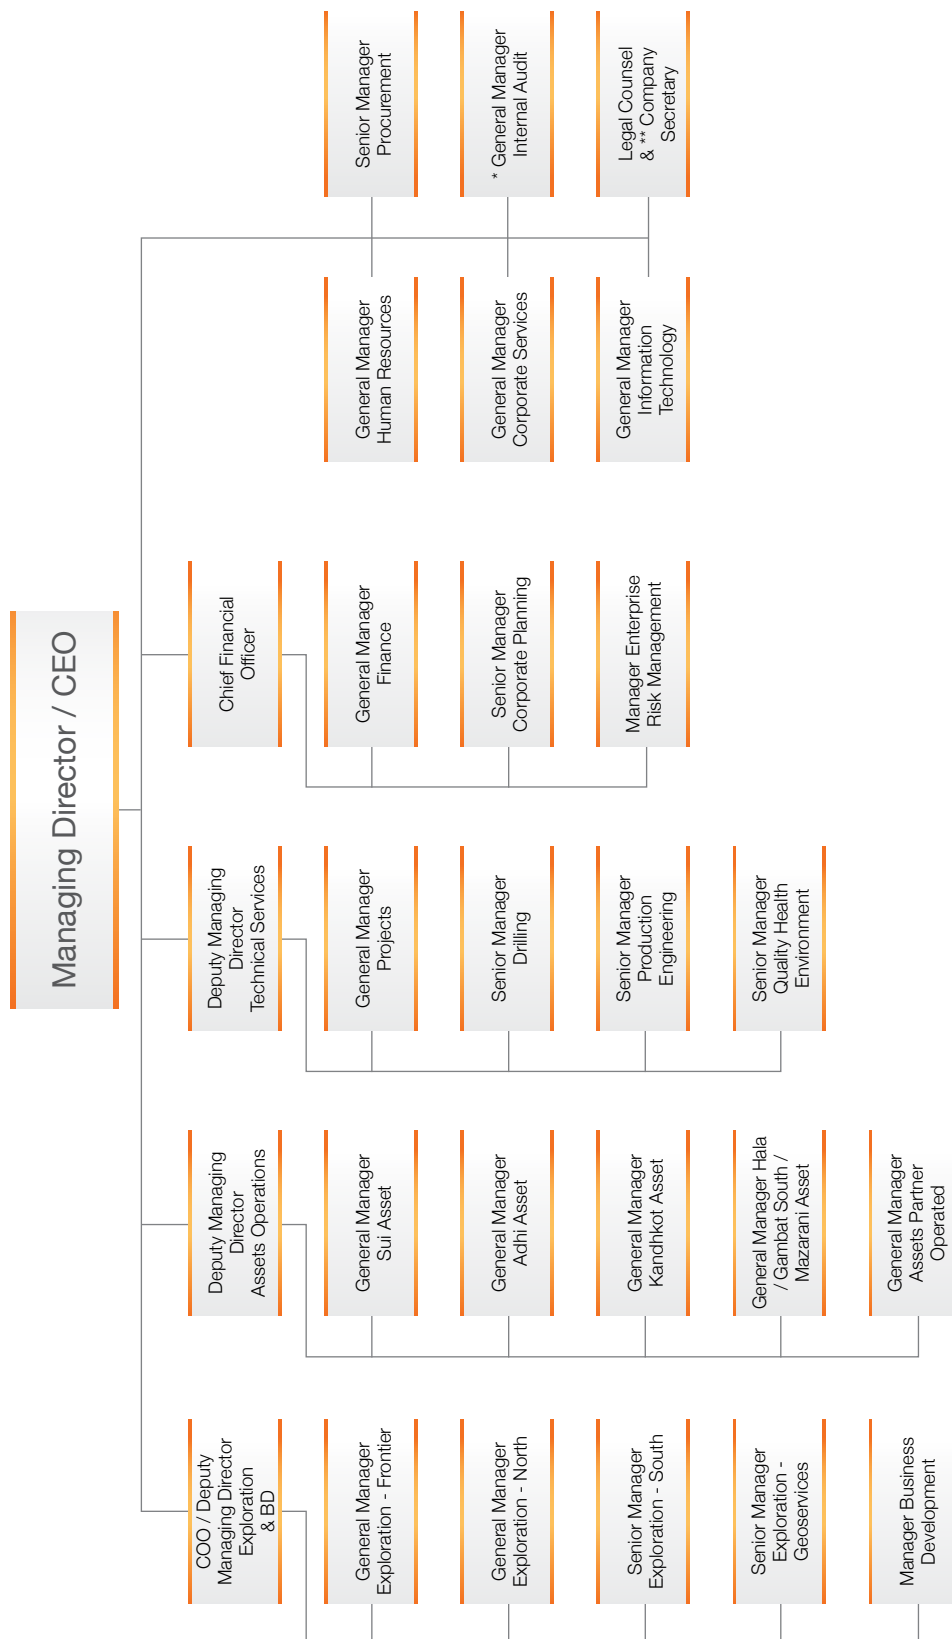 Managing Director / CEO
COO / Deputy
Managing Director
Exploration
& BD
General Manager
Exploration - Frontier
General Manager
Exploration - North
Senior Manager
Exploration - South
Senior Manager
Exploration -
Geoservices
Manager Business
Development
Deputy Managing
Director
Assets Operations
General Manager
Sui Asset
General Manager
Adhi Asset
General Manager
Kandhkot Asset
General Manager Hala
/ Gambat South /
Mazarani Asset
General Manager
Assets Partner
Operated
Deputy Managing
Director
Technical Services
General Manager
Projects
Senior Manager
Drilling
Senior Manager
Production
Engineering
Senior Manager
Quality Health
Environment
Chief Financial
Officer
General Manager
Finance
Senior Manager
Corporate Planning
Manager Enterprise
Risk Management
General Manager
Human Resources
General Manager
Corporate Services
General Manager
Information
Technology
Senior Manager
Procurement
* General Manager
Internal Audit
Legal Counsel
& ** Company
Secretary